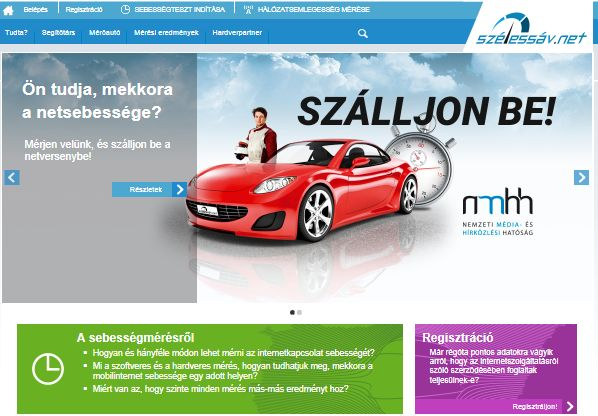 Belépés Regisztráció SEBESSÉGTESZT INDÍTÁSA HÁLÓZATSEMLEGESSÉG MÉRÉSE
Tudta? Segítőtárs Mérőautó Mérési eredmények Hardverpartner
szélessáv.net
Ön tudja, mekkora
a netsebessége?
Mérjen velünk, és szálljon be a
netversenybe!
Részletek
SZÁLLJON BE!
nmhh
NEMZETI MÉDIA- ÉS
HÍRKÖZLÉSI HATÓSÁG
A sebességmérésről
Hogyan és hányféle módon lehet mérni az internetkapcsolat sebességét?
Mi a szoftveres és a hardveres mérés, hogyan tudhatjuk meg, mekkora a
mobilinternet sebessége egy adott helyen?
Miért van az, hogy szinte minden mérés más-más eredményt hoz?
Regisztráció
Már régóta pontos adatokra vágyik
arról, hogy az internetszolgáltatásról
szóló szerződésében foglaltak
teljesülnek-e?
Regisztráljon!